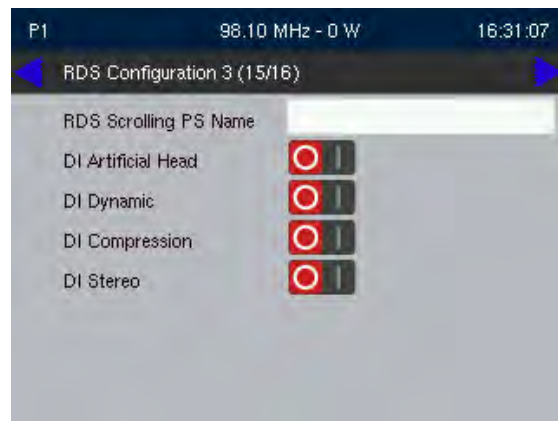 P1 98.10 MHz - 0 W 16:31:07
RDS Configuration 3 (15/16)
RDS Scrolling PS Name
DI Artificial Head
DI Dynamic
DI Compression
DI Stereo